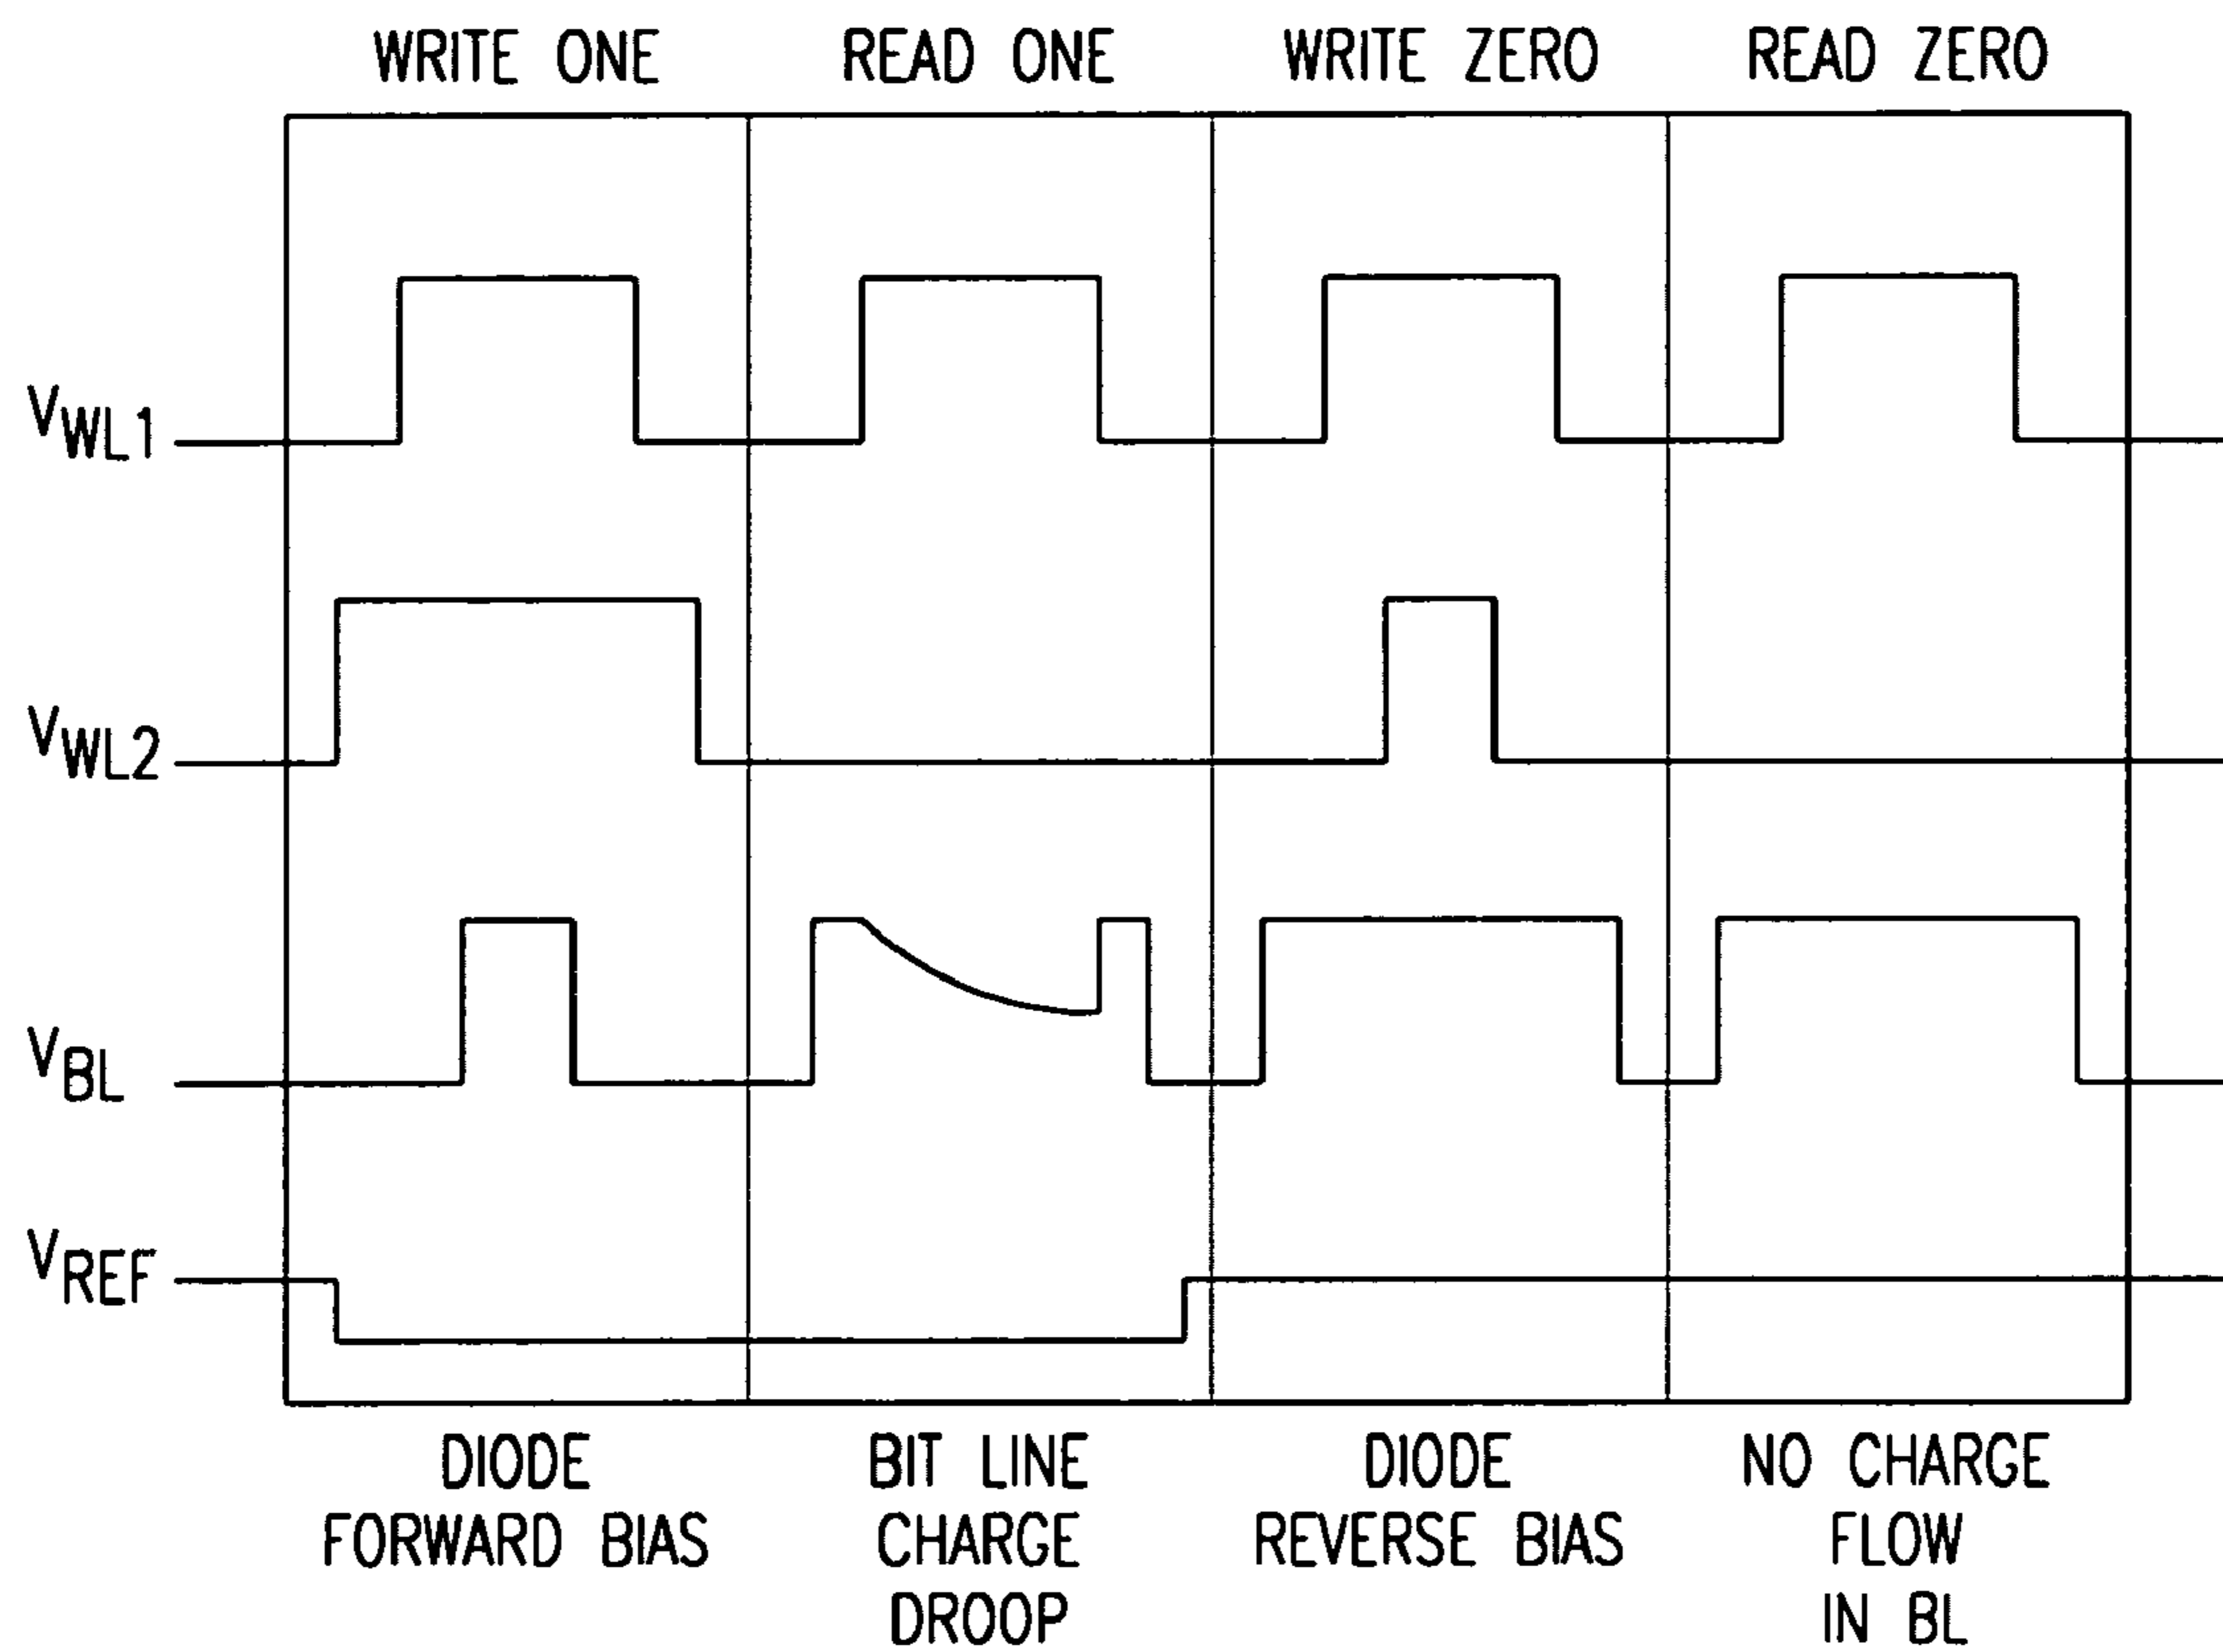 WRITE ONE READ ONE WRITE ZERO READ ZERO
VWL1
VWL2
VBL
VREF
DIODE BIT LINE DIODE NO CHARGE
FORWARD BIAS CHARGE REVERSE BIAS FLOW
DROOP IN BL